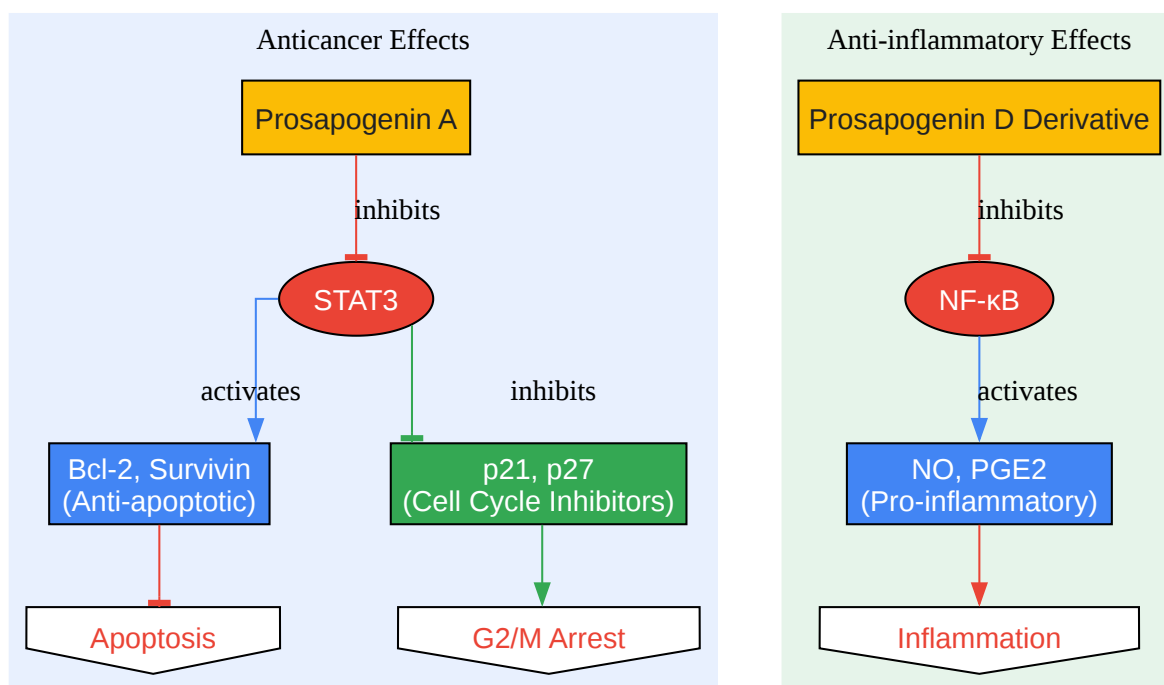 Anticancer Effects
Prosapogenin A
inhibits
STAT3
activates
inhibits
Bcl-2, Survivin
(Anti-apoptotic)
p21, p27
(Cell Cycle Inhibitors)
Apoptosis
G2/M Arrest
Anti-inflammatory Effects
Prosapogenin D Derivative
inhibits
NF-κB
activates
NO, PGE2
(Pro-inflammatory)
Inflammation